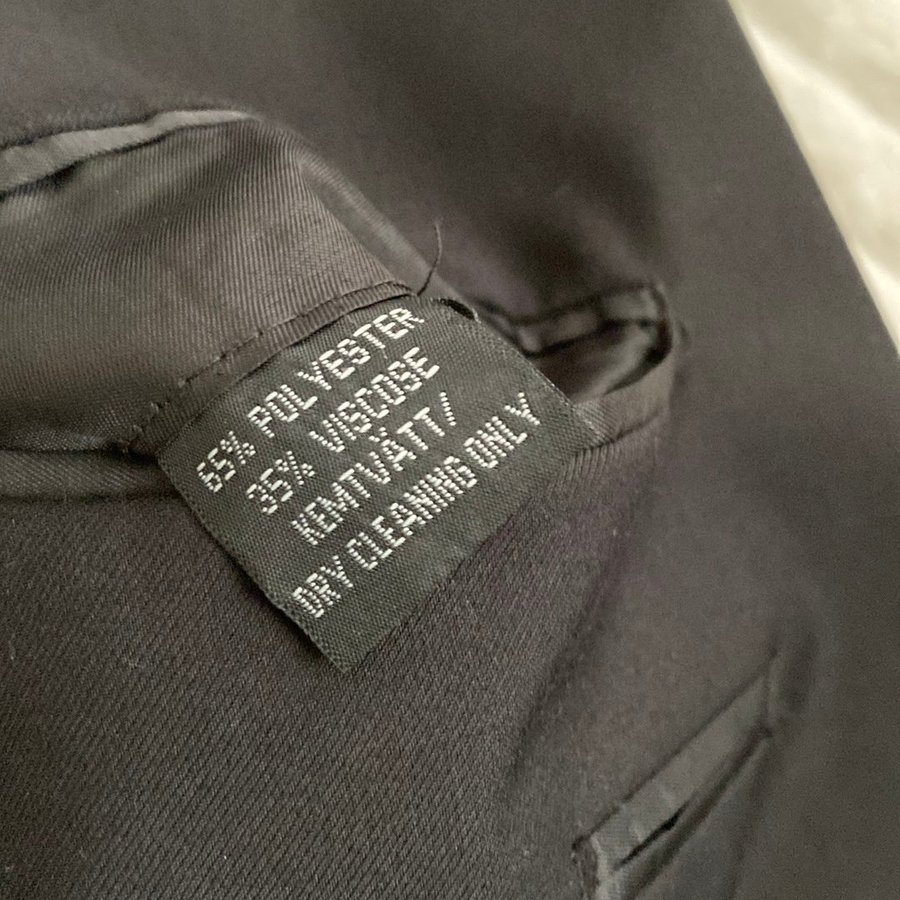 65% POLYESTER
35% VISCOSE
KEMTVÄTT/
DRY CLEANING ONLY